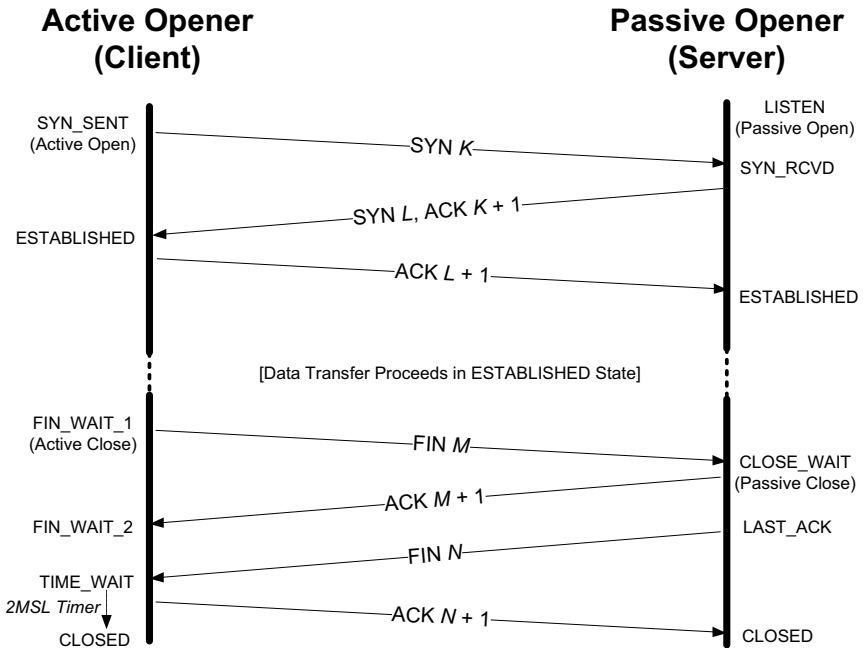 Active Opener
(Client)
Passive Opener
(Server)
SYN_SENT
(Active Open)
LISTEN
(Passive Open)
SYN K
SYN_RCVD
SYN L, ACK K + 1
ESTABLISHED
ACK L + 1
ESTABLISHED
[Data Transfer Proceeds in ESTABLISHED State]
FIN_WAIT_1
(Active Close)
FIN M
CLOSE_WAIT
(Passive Close)
ACK M + 1
FIN_WAIT_2
LAST_ACK
FIN N
TIME_WAIT
2MSL Timer
ACK N + 1
CLOSED
CLOSED